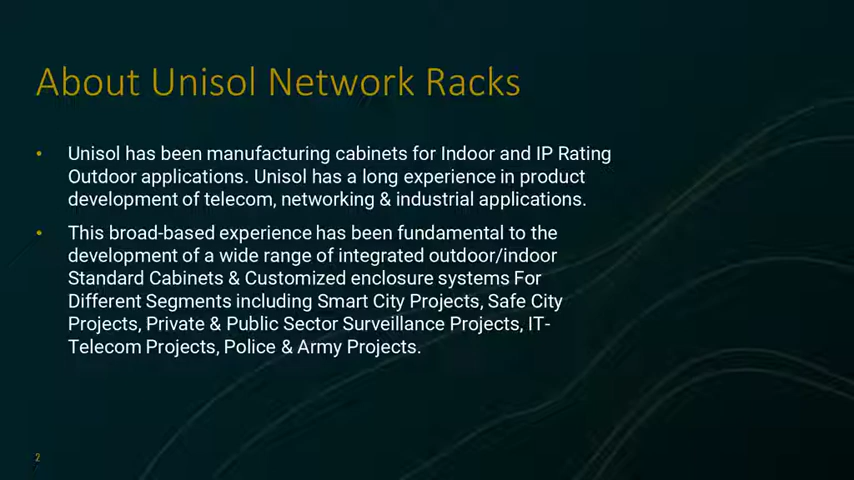 About Unisol Network Racks
• Unisol has been manufacturing cabinets for Indoor and IP Rating
Outdoor applications. Unisol has a long experience in product
development of telecom, networking & industrial applications.
• This broad-based experience has been fundamental to the
development of a wide range of integrated outdoor/indoor
Standard Cabinets & Customized enclosure systems For
Different Segments including Smart City Projects, Safe City
Projects, Private & Public Sector Surveillance Projects, IT-
Telecom Projects, Police & Army Projects.
2